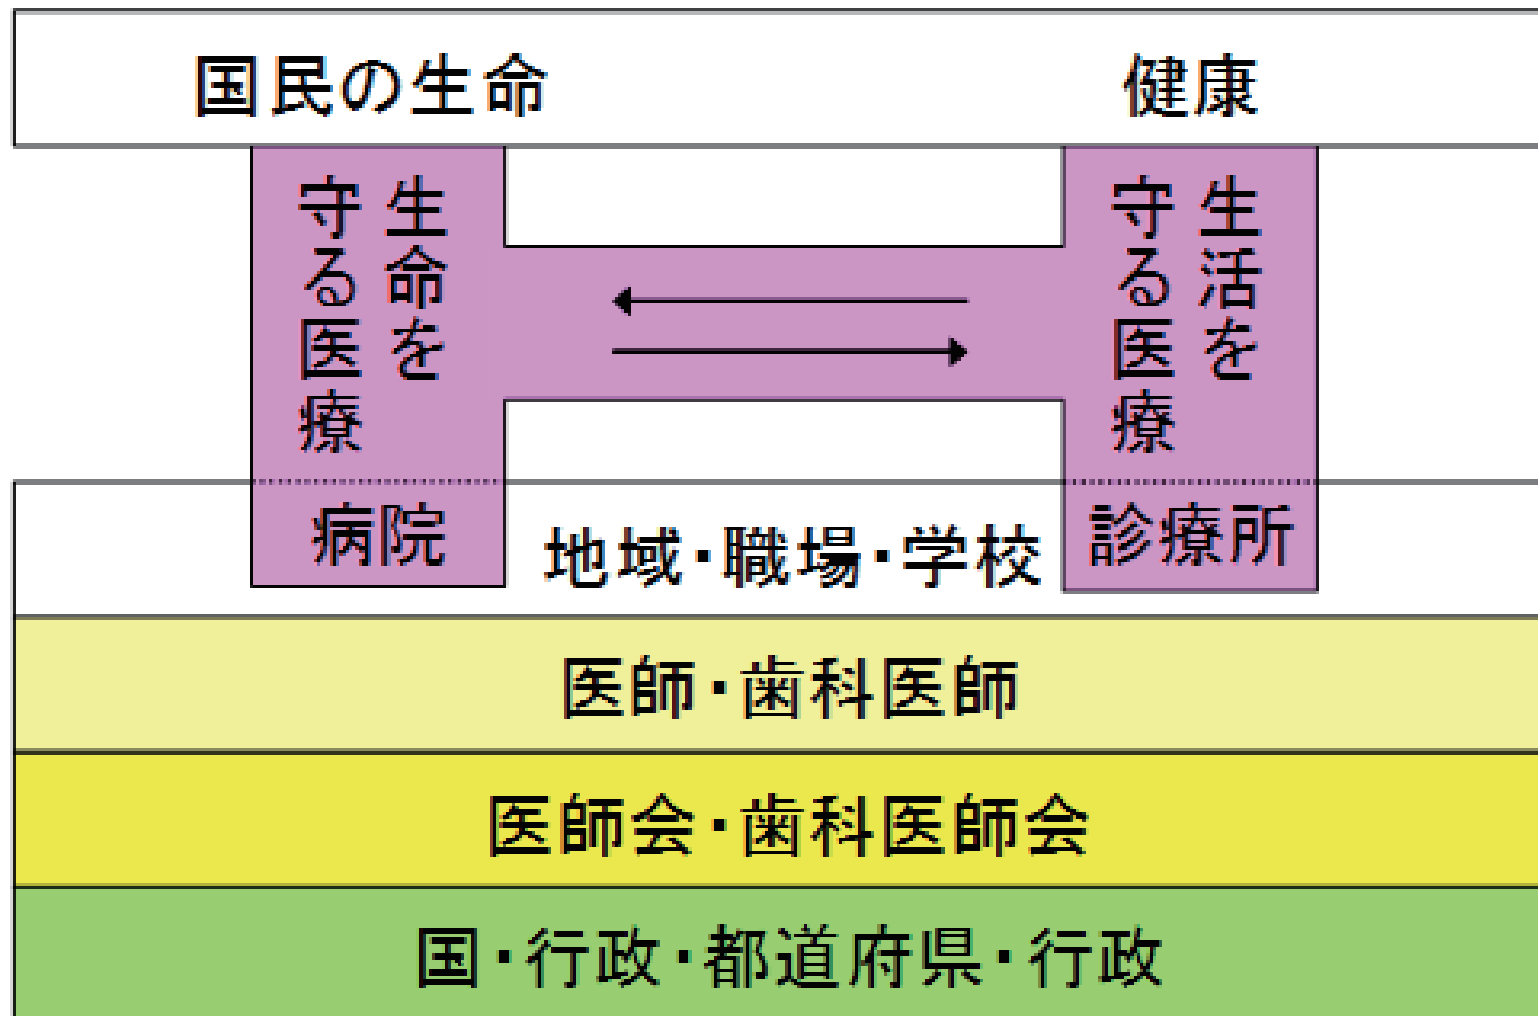 国民の生命
健康
生命を
守る医療
生活を
守る医療
病院
地域・職場・学校
診療所
医師・歯科医師
医師会・歯科医師会
国・行政・都道府県・行政